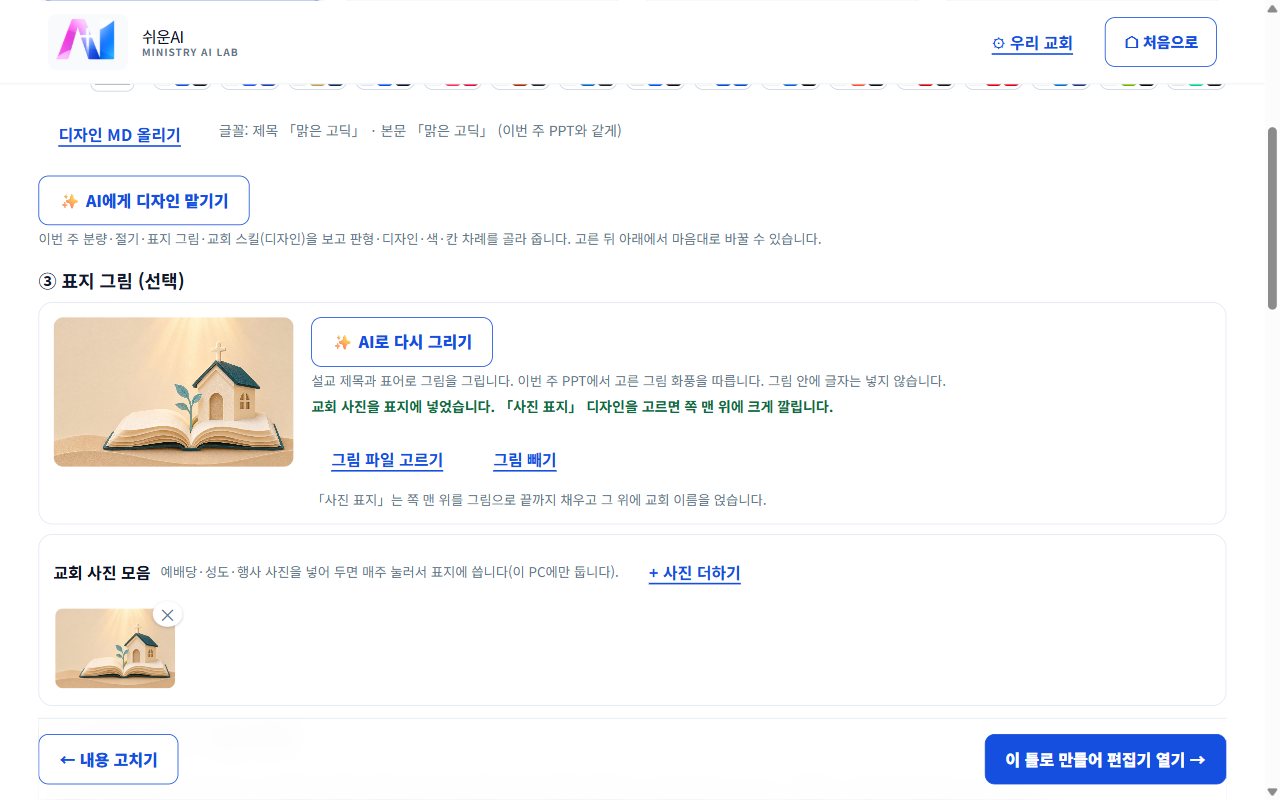 쉬운AI
MINISTRY AI LAB
우리 교회
처음으로
디자인 MD 올리기
글꼴: 제목 「맑은 고딕」 · 본문 「맑은 고딕」 (이번 주 PPT와 같게)
AI에게 디자인 맡기기
이번 주 분량·절기·표지 그림·교회 스킬(디자인)을 보고 판형·디자인·색·칸 차례를 골라 줍니다. 고른 뒤 아래에서 마음대로 바꿀 수 있습니다.
③ 표지 그림 (선택)
AI로 다시 그리기
설교 제목과 표어로 그림을 그립니다. 이번 주 PPT에서 고른 그림 화풍을 따릅니다. 그림 안에 글자는 넣지 않습니다.
교회 사진을 표지에 넣었습니다. 「사진 표지」 디자인을 고르면 쪽 맨 위에 크게 깔립니다.
그림 파일 고르기
그림 빼기
「사진 표지」는 쪽 맨 위를 그림으로 끝까지 채우고 그 위에 교회 이름을 얹습니다.
교회 사진 모음 예배당·성도·행사 사진을 넣어 두면 매주 눌러서 표지에 씁니다(이 PC에만 둡니다).
+ 사진 더하기
← 내용 고치기
이 틀로 만들어 편집기 열기 →